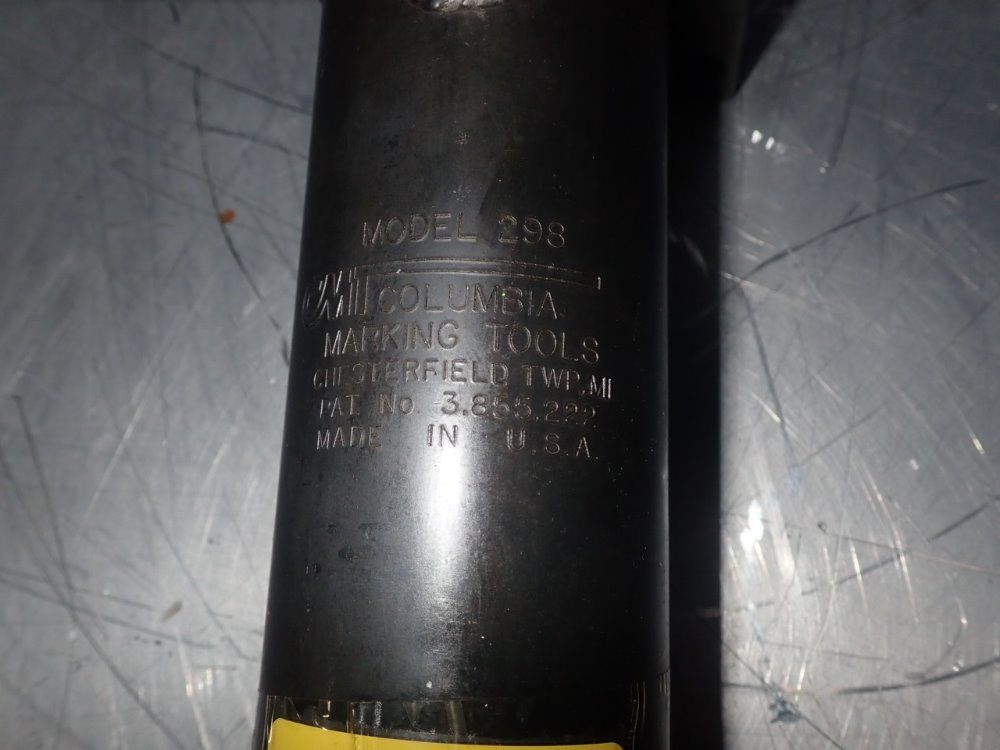 MODEL 298
CMT COLUMBIA
MARKING TOOLS
CHESTERFIELD TWP. MI
PAT. No. 3.855.222
MADE IN U.S.A.